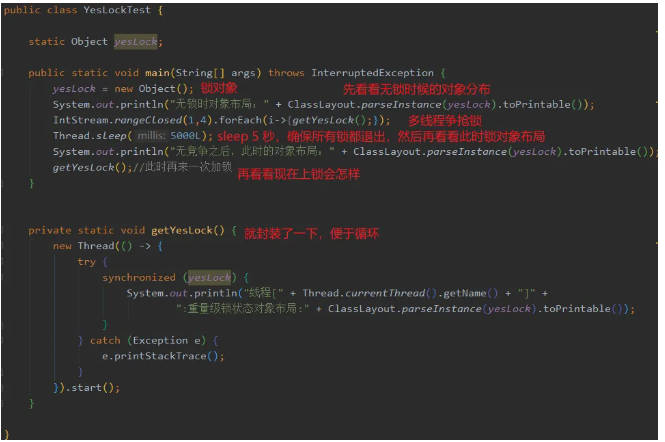 public class YesLockTest {
static Object yesLock;
public static void main(String[] args) throws InterruptedException {
yesLock = new Object(); 锁对象 先看看无锁时候的对象分布
System.out.println("无锁时对象布局：" + ClassLayout.parseInstance(yesLock).toPrintable());
IntStream.rangeClosed(1,4).forEach(i->{getYesLock();}); 多线程争抢锁
Thread.sleep( millis: 5000L); sleep 5 秒，确保所有锁都退出，然后再看看此时锁对象布局
System.out.println("无竞争之后，此时的对象布局：" + ClassLayout.parseInstance(yesLock).toPrintable());
getYesLock();//此时再来一次加锁
再看看现在上锁会怎样
}
private static void getYesLock() { 就封装了一下，便于循环
new Thread(() -> {
try {
synchronized (yesLock) {
System.out.println("线程[" + Thread.currentThread().getName() + "]" +
":重量级锁状态对象布局:" + ClassLayout.parseInstance(yesLock).toPrintable());
}
} catch (Exception e) {
e.printStackTrace();
}
}).start();
}
}